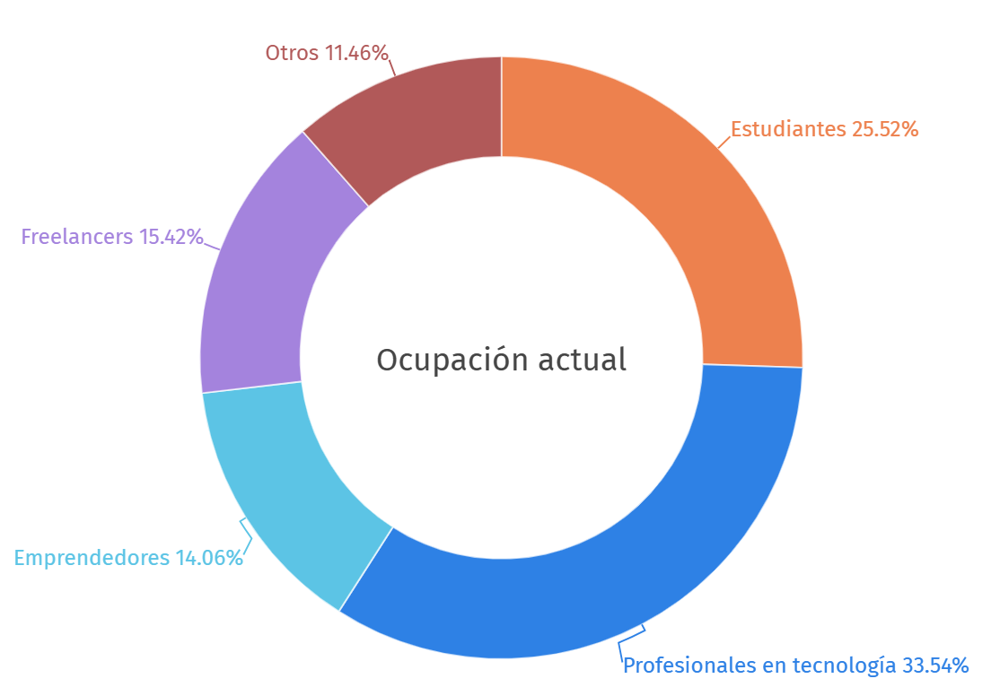 Otros 11.46%
Estudiantes 25.52%
Freelancers 15.42%
Ocupación actual
Emprendedores 14.06%
Profesionales en tecnología 33.54%